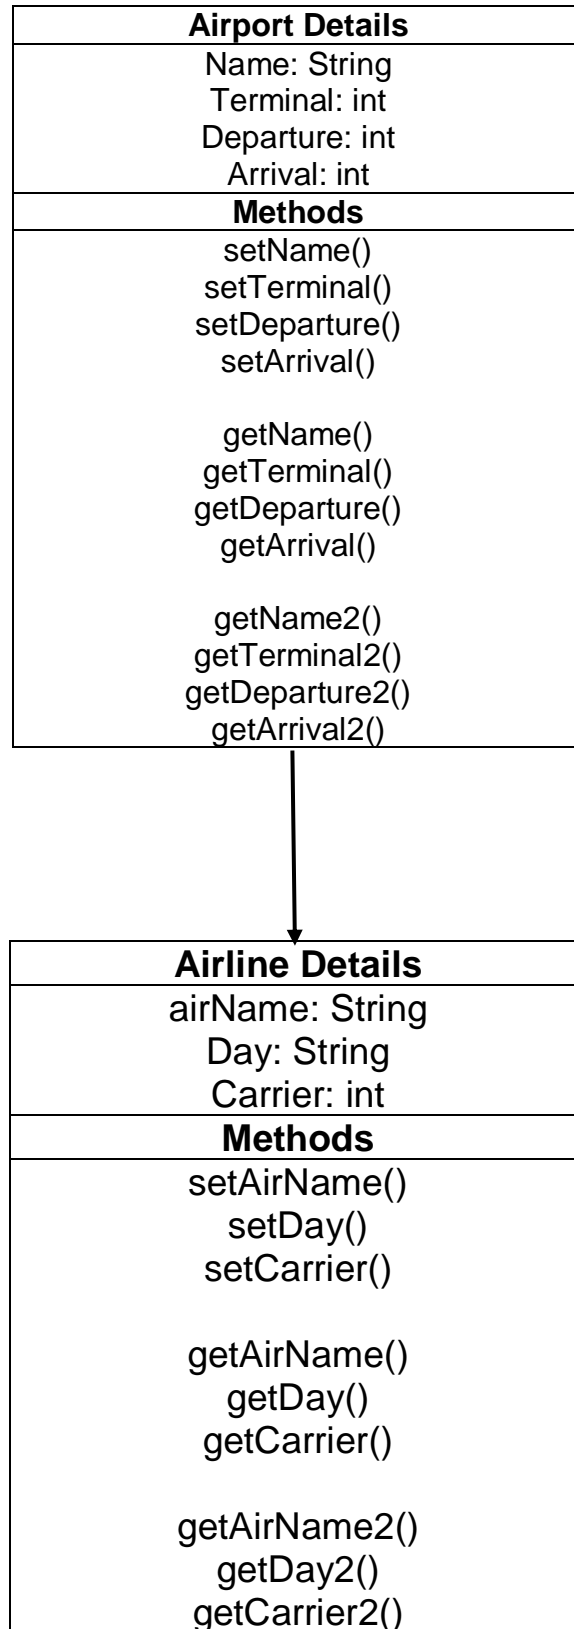 Airport Details
Name: String
Terminal: int
Departure: int
Arrival: int
Methods
setName()
setTerminal()
setDeparture()
setArrival()
getName()
getTerminal()
getDeparture()
getArrival()
getName2()
getTerminal2()
getDeparture2()
getArrival2()
Airline Details
airName: String
Day: String
Carrier: int
Methods
setAirName()
setDay()
setCarrier()
getAirName()
getDay()
getCarrier()
getAirName2()
getDay2()
getCarrier2()